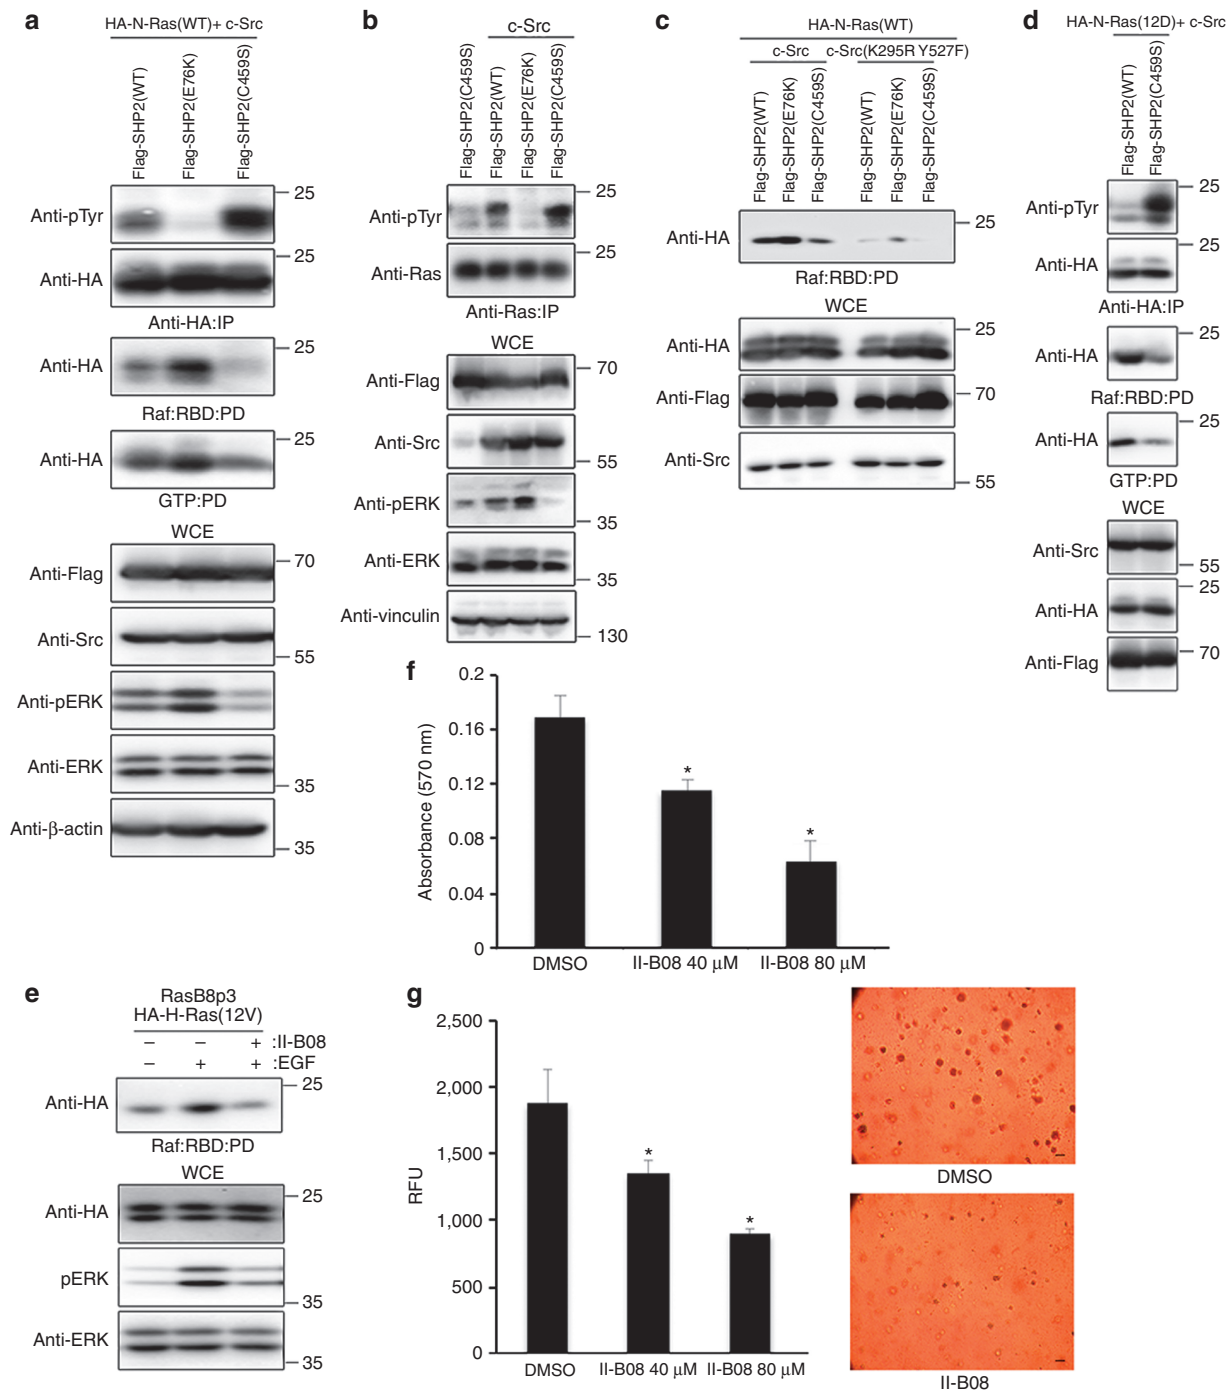 a
HA-N-Ras(WT)+ c-Src
Flag-SHP2(WT)
Flag-SHP2(E76K)
Flag-SHP2(C459S)
Anti-pTyr
25
Anti-HA
25
Anti-HA:IP
Anti-HA
25
Raf:RBD:PD
Anti-HA
25
GTP:PD
WCE
Anti-Flag
70
Anti-Src
55
Anti-pERK
Anti-ERK
35
Anti-β-actin
35
b
c-Src
Flag-SHP2(C459S)
Flag-SHP2(WT)
Flag-SHP2(E76K)
Flag-SHP2(C459S)
Anti-pTyr
25
Anti-Ras
25
Anti-Ras:IP
WCE
Anti-Flag
70
Anti-Src
55
Anti-pERK
35
Anti-ERK
35
Anti-vinculin
130
c
HA-N-Ras(WT)
c-Src
c-Src(K295R Y527F)
Flag-SHP2(WT)
Flag-SHP2(E76K)
Flag-SHP2(C459S)
Flag-SHP2(WT)
Flag-SHP2(E76K)
Flag-SHP2(C459S)
Anti-HA
25
Raf:RBD:PD
WCE
Anti-HA
25
Anti-Flag
70
Anti-Src
55
d
HA-N-Ras(12D)+ c-Src
Flag-SHP2(WT)
Flag-SHP2(C459S)
Anti-pTyr
25
Anti-HA
25
Anti-HA:IP
Anti-HA
25
Raf:RBD:PD
Anti-HA
25
GTP:PD
WCE
Anti-Src
55
Anti-HA
25
Anti-Flag
70
e
RasB8p3
HA-H-Ras(12V)
– – + :II-B08
– + + :EGF
Anti-HA
25
Raf:RBD:PD
WCE
Anti-HA
25
pERK
35
Anti-ERK
35
f
Absorbance (570 nm)
0.2
0.16
0.12
0.08
0.04
0
*
*
DMSO
II-B08 40 μM
II-B08 80 μM
g
RFU
2,500
2,000
1,500
1,000
500
0
*
*
DMSO
II-B08 40 μM
II-B08 80 μM
DMSO
II-B08